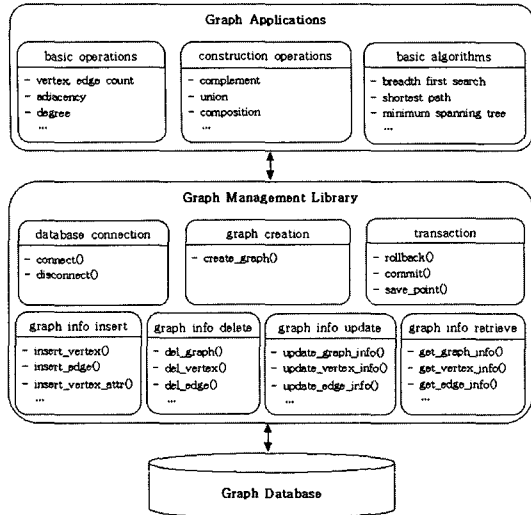 Graph Applications
basic operations
- vertex, edge count
- adjacency
- degree
...
construction operations
- complement
- union
- composition
...
basic algorithms
- breadth first search
- shortest path
- minimum spanning tree
...
Graph Management Library
database connection
- connect()
- disconnect()
graph creation
- create_graph()
transaction
- rollback()
- commit()
- save_point()
graph info insert
- insert_vertex()
- insert_edge()
- insert_vertex_attr()
...
graph info delete
- del_graph()
- del_vertex()
- del_edge()
...
graph info update
- update_graph_info()
- update_vertex_info()
- update_edge_info()
...
graph info retrieve
- get_graph_info()
- get_vertex_info()
- get_edge_info()
...
Graph Database